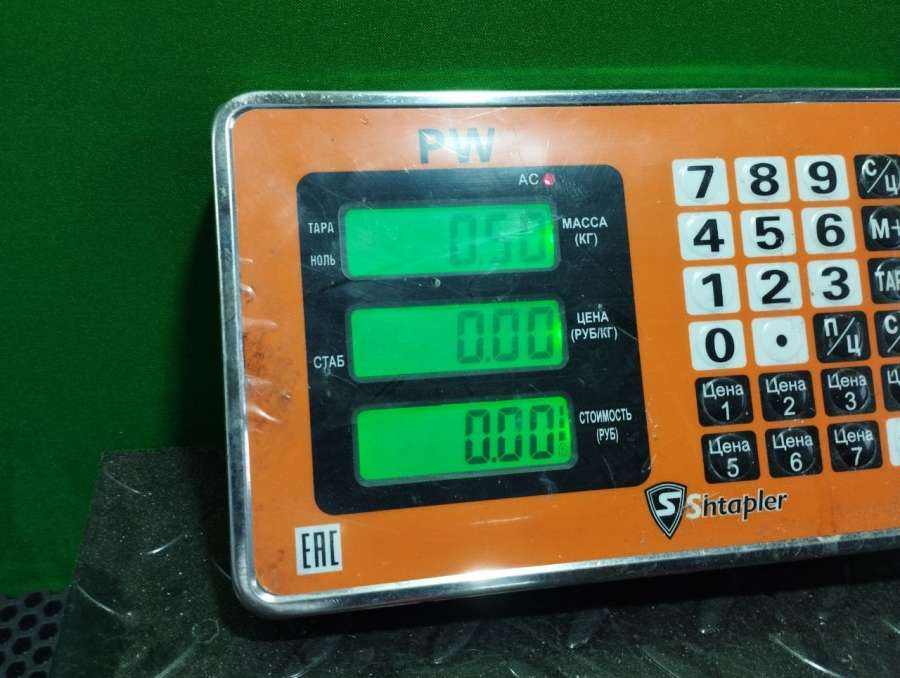 PW
AC
ТАРА
НОЛЬ
0.50
МАССА
(КГ)
СТАБ
0.00
ЦЕНА
(РУБ/КГ)
0.00
СТОИМОСТЬ
(РУБ)
7 8 9 С/Ц
4 5 6 M+
1 2 3
0 . П/Ц
Цена 1 Цена 2 Цена 3
Цена 5 Цена 6 Цена 7
Shtapler
EAC